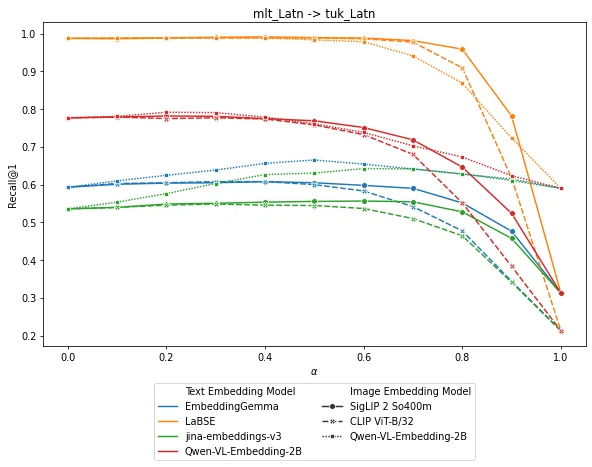 mlt_Latn -> tuk_Latn
1.0
0.9
0.8
0.7
0.6
0.5
0.4
0.3
0.2
Recall@1
0.0 0.2 0.4 0.6 0.8 1.0
α
Text Embedding Model
EmbeddingGemma
LaBSE
jina-embeddings-v3
Qwen-VL-Embedding-2B
Image Embedding Model
SigLIP 2 So400m
CLIP ViT-B/32
Qwen-VL-Embedding-2B